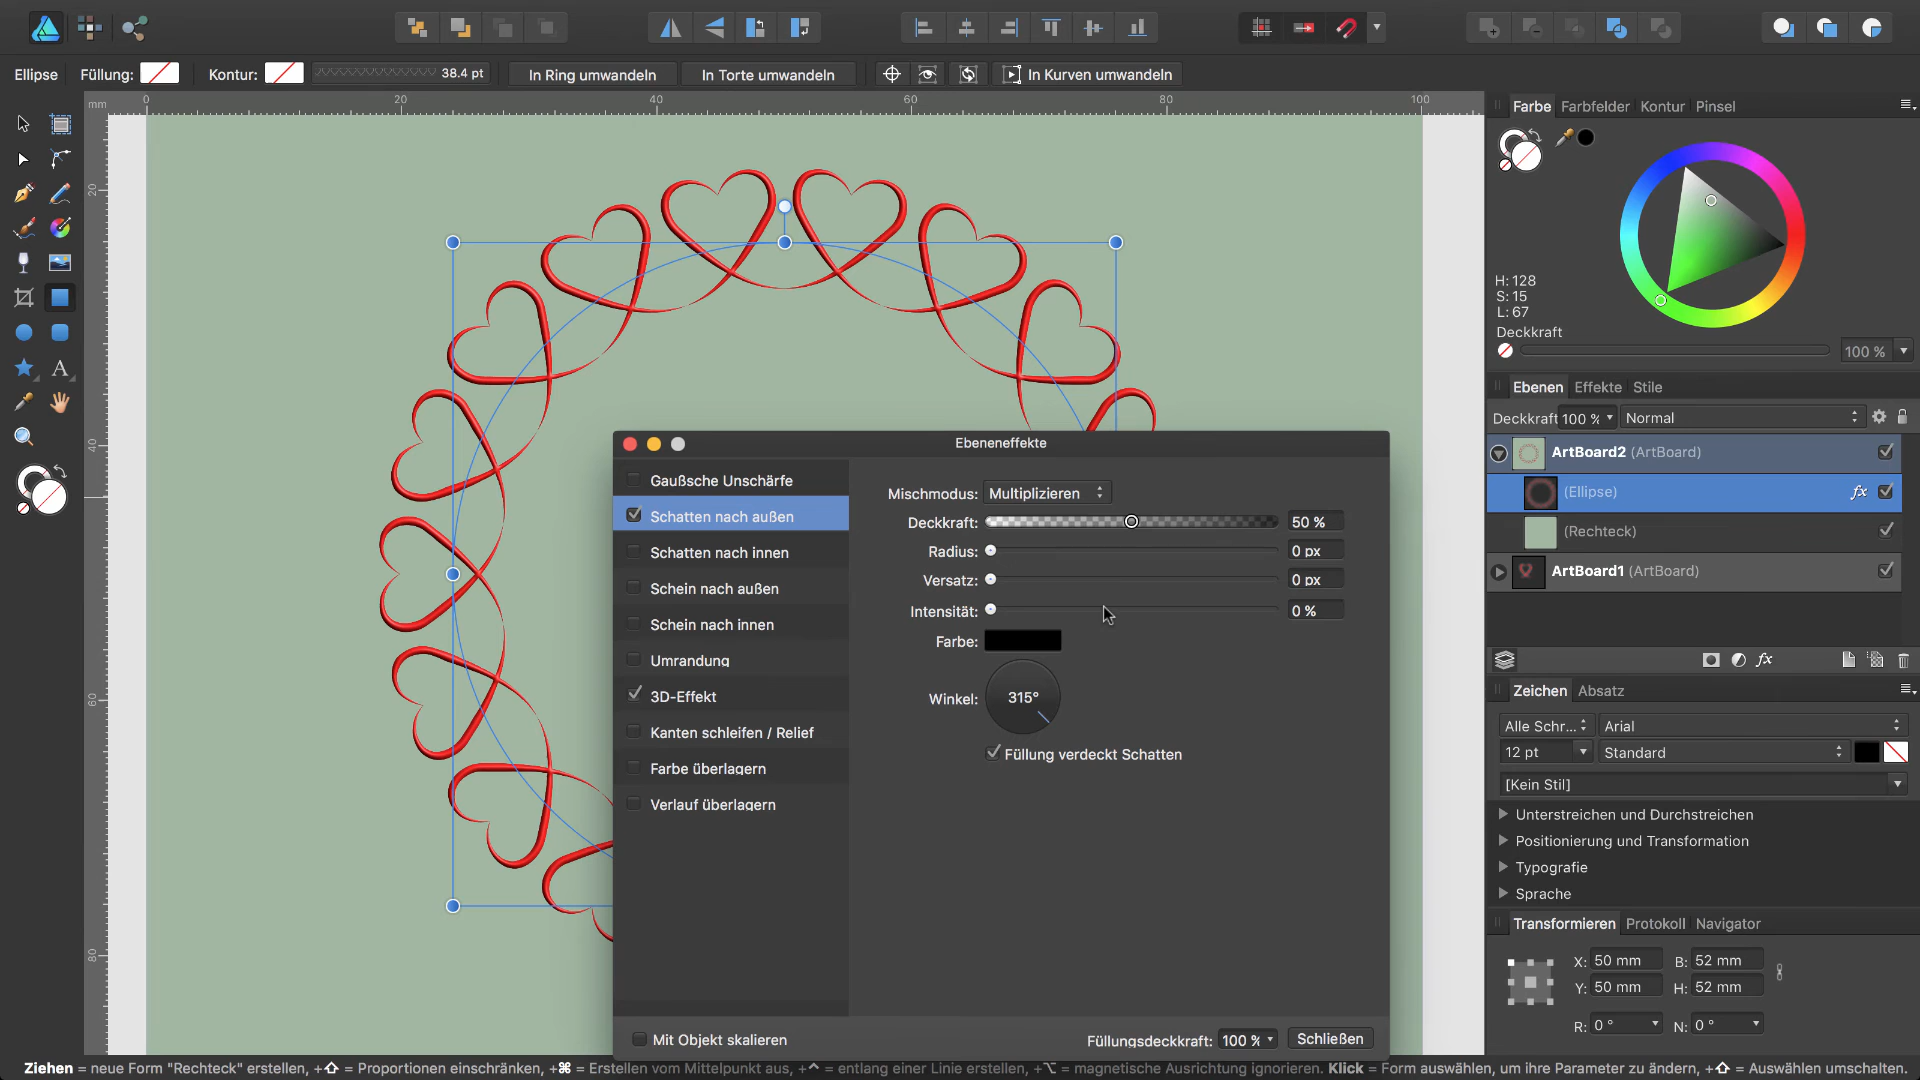 Ellipse Füllung: Kontur: 38.4 pt In Ring umwandeln In Torte umwandeln In Kurven umwandeln
mm 0 20 40 60 80 100
20
40
60
80
Farbe Farbfelder Kontur Pinsel
H: 128
S: 15
L: 67
Deckkraft
100 %
Ebenen Effekte Stile
Deckkraft 100 % Normal
ArtBoard2 (ArtBoard)
(Ellipse) fx
(Rechteck)
ArtBoard1 (ArtBoard)
fx
Zeichen Absatz
Alle Schr... Arial
12 pt Standard
[Kein Stil]
Unterstreichen und Durchstreichen
Positionierung und Transformation
Typografie
Sprache
Transformieren Protokoll Navigator
X: 50 mm B: 52 mm
Y: 50 mm H: 52 mm
R: 0 ° N: 0 °
Ebeneneffekte
Gaußsche Unschärfe
Schatten nach außen
Schatten nach innen
Schein nach außen
Schein nach innen
Umrandung
3D-Effekt
Kanten schleifen / Relief
Farbe überlagern
Verlauf überlagern
Mischmodus: Multiplizieren
Deckkraft: 50 %
Radius: 0 px
Versatz: 0 px
Intensität: 0 %
Farbe:
Winkel: 315°
Füllung verdeckt Schatten
Mit Objekt skalieren Füllungsdeckkraft: 100 % Schließen
Ziehen = neue Form "Rechteck" erstellen, +⇧ = Proportionen einschränken, +⌘ = Erstellen vom Mittelpunkt aus, +⌃ = entlang einer Linie erstellen, +⌥ = magnetische Ausrichtung ignorieren. Klick = Form auswählen, um ihre Parameter zu ändern, +⇧ = Auswählen umschalten.